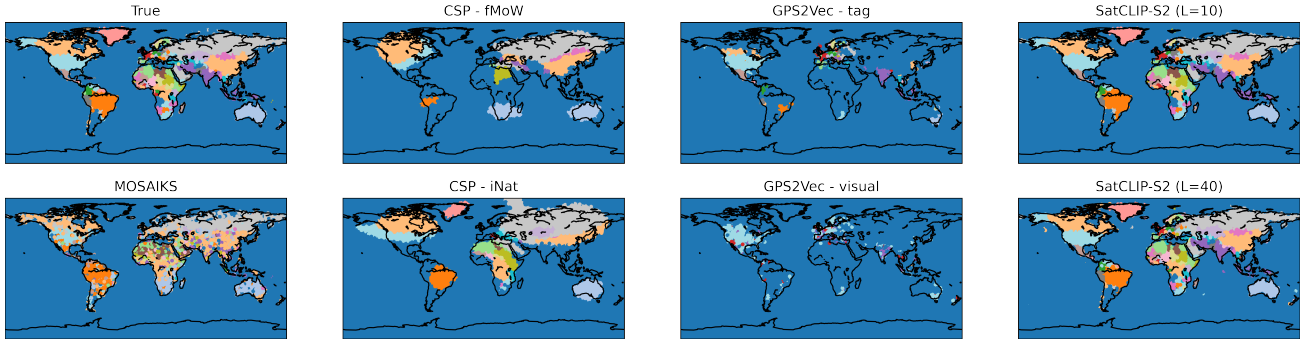 True
CSP - fMoW
GPS2Vec - tag
SatCLIP-S2 (L=10)
MOSAIKS
CSP - iNat
GPS2Vec - visual
SatCLIP-S2 (L=40)